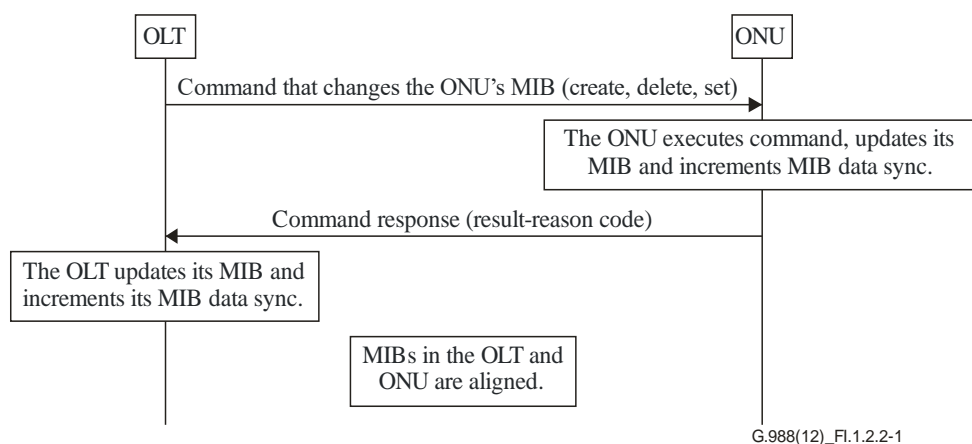 OLT
ONU
Command that changes the ONU’s MIB (create, delete, set)
The ONU executes command, updates its
MIB and increments MIB data sync.
Command response (result-reason code)
The OLT updates its MIB and
increments its MIB data sync.
MIBs in the OLT and
ONU are aligned.
G.988(12)_FI.1.2.2-1